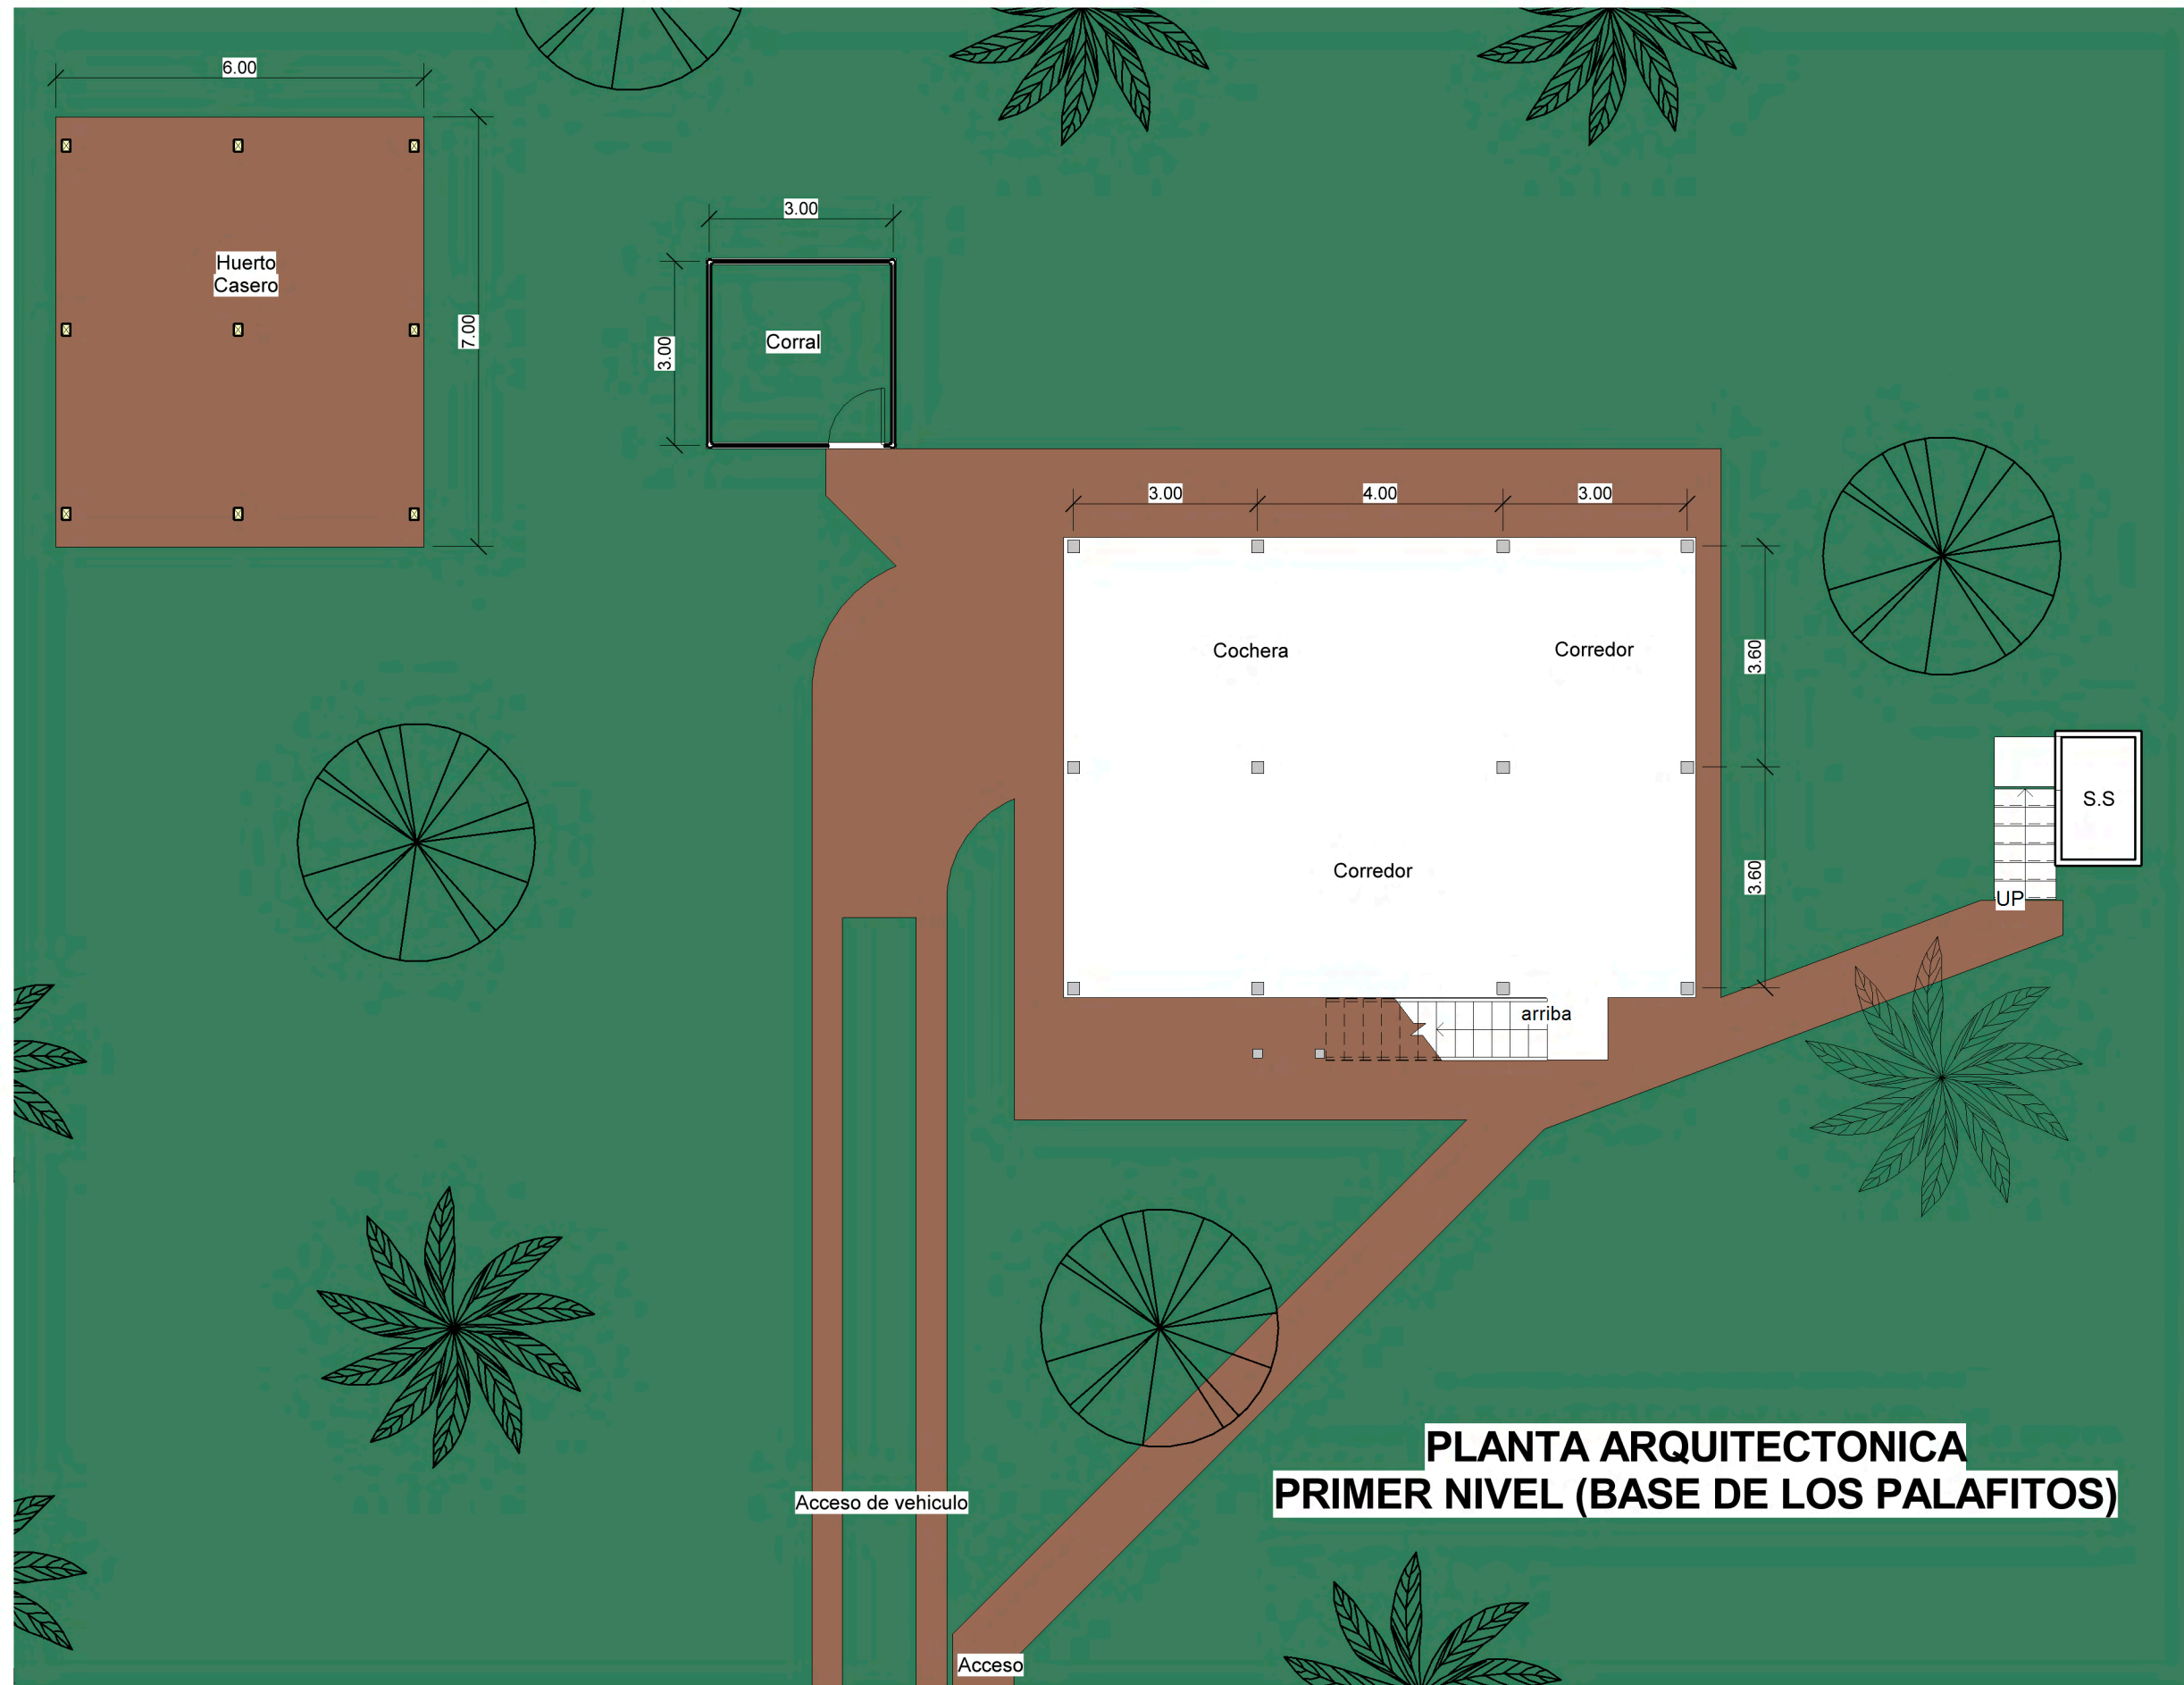 6.00
3.00
Huerto
Casero
7.00
3.00
Corral
3.00
4.00
3.00
Cochera
Corredor
3.60
S.S
Corredor
3.60
UP
arriba
PLANTA ARQUITECTONICA
PRIMER NIVEL (BASE DE LOS PALAFITOS)
Acceso de vehiculo
Acceso